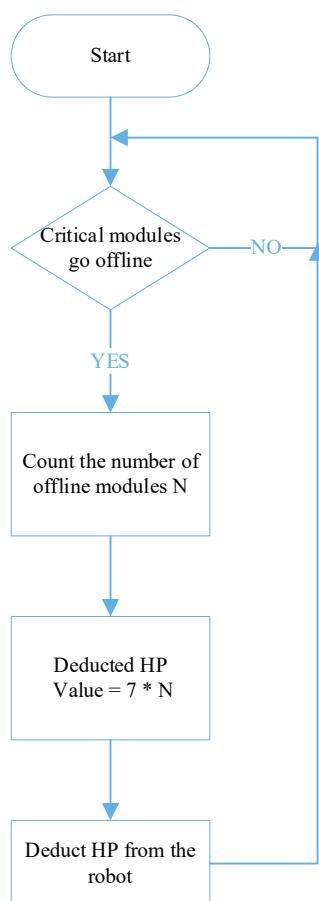 Start
Critical modules
go offline
NO
YES
Count the number of
offline modules N
Deducted HP
Value = 7 * N
Deduct HP from the
robot